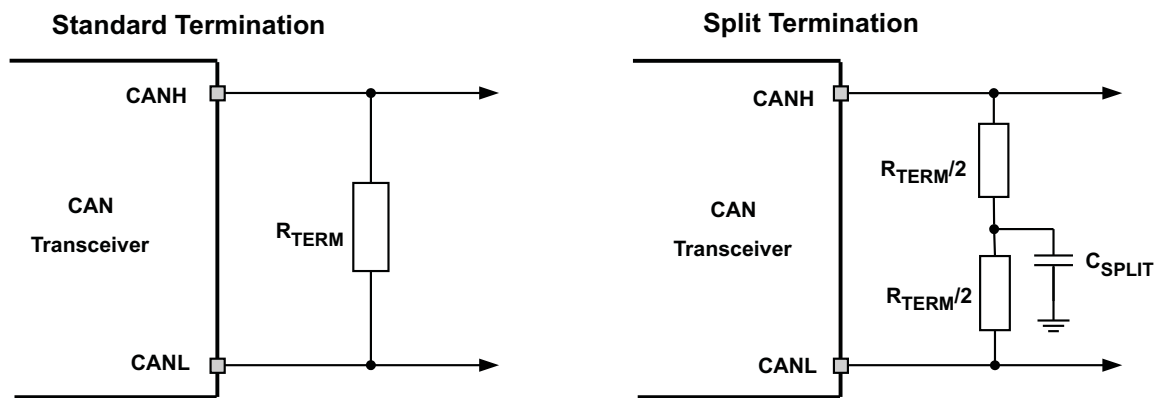 Standard Termination
CANH
CAN
Transceiver
RTERM
CANL
Split Termination
CANH
RTERM/2
CAN
Transceiver
CSPLIT
RTERM/2
CANL